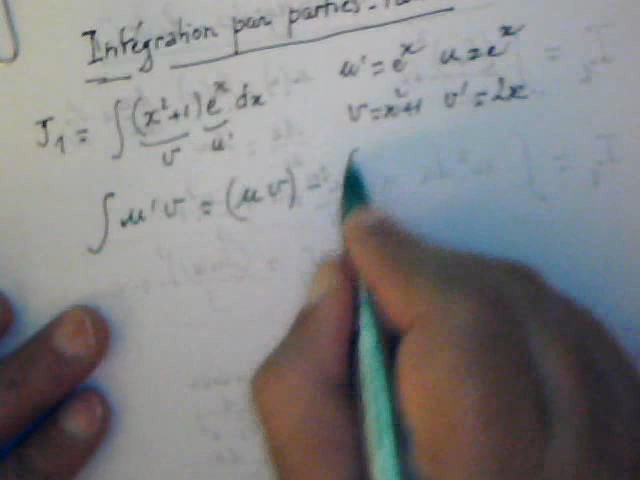 Intégration par parties
J₁ = ∫ (x²+1) eˣ dx u' = eˣ u = eˣ
v u' v = x²+1 v' = 2x
∫ u'v = (uv) -